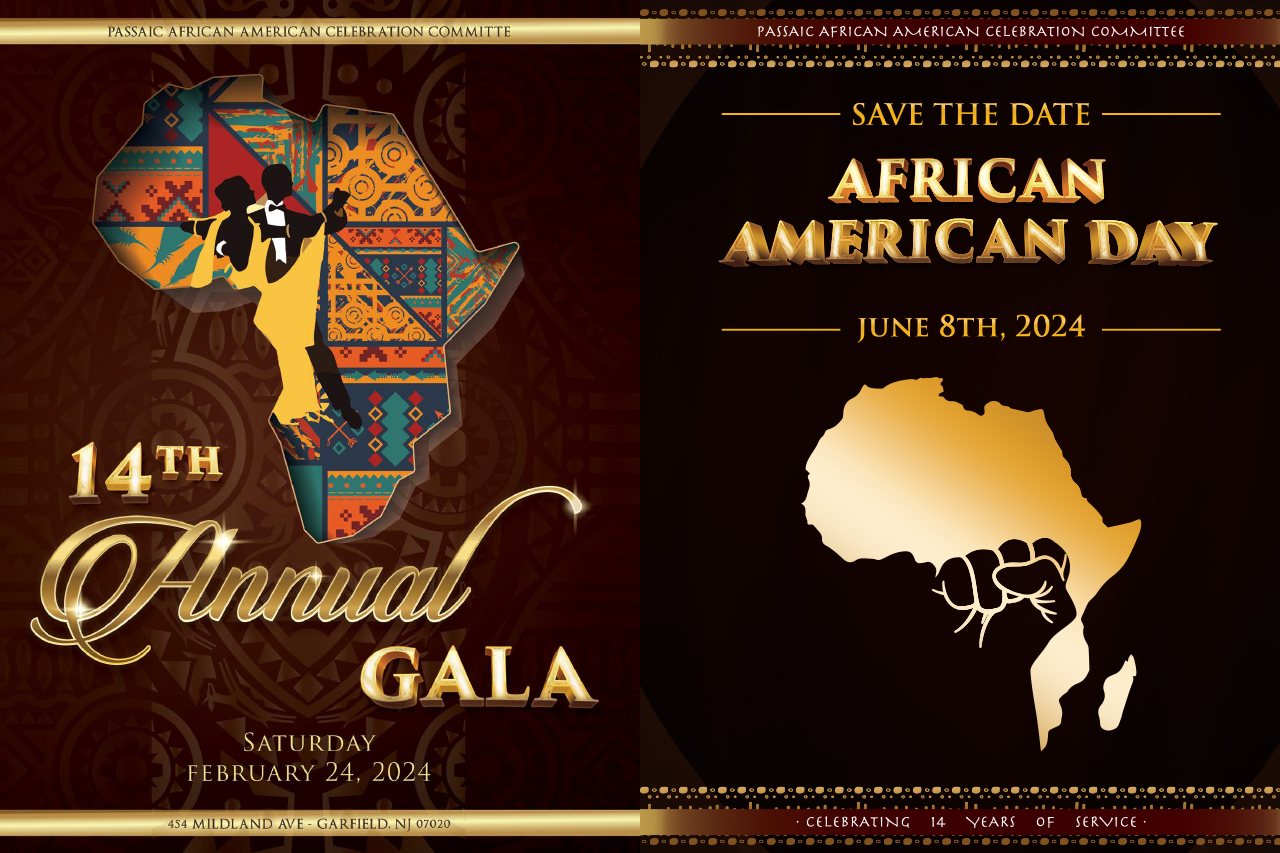 PASSAIC AFRICAN AMERICAN CELEBRATION COMMITTE
14TH
Annual
GALA
SATURDAY
FEBRUARY 24, 2024
454 MILDLAND AVE - GARFIELD, NJ 07020
PASSAIC AFRICAN AMERICAN CELEBRATION COMMITTEE
SAVE THE DATE
AFRICAN
AMERICAN DAY
JUNE 8TH, 2024
· CELEBRATING 14 YEARS OF SERVICE ·